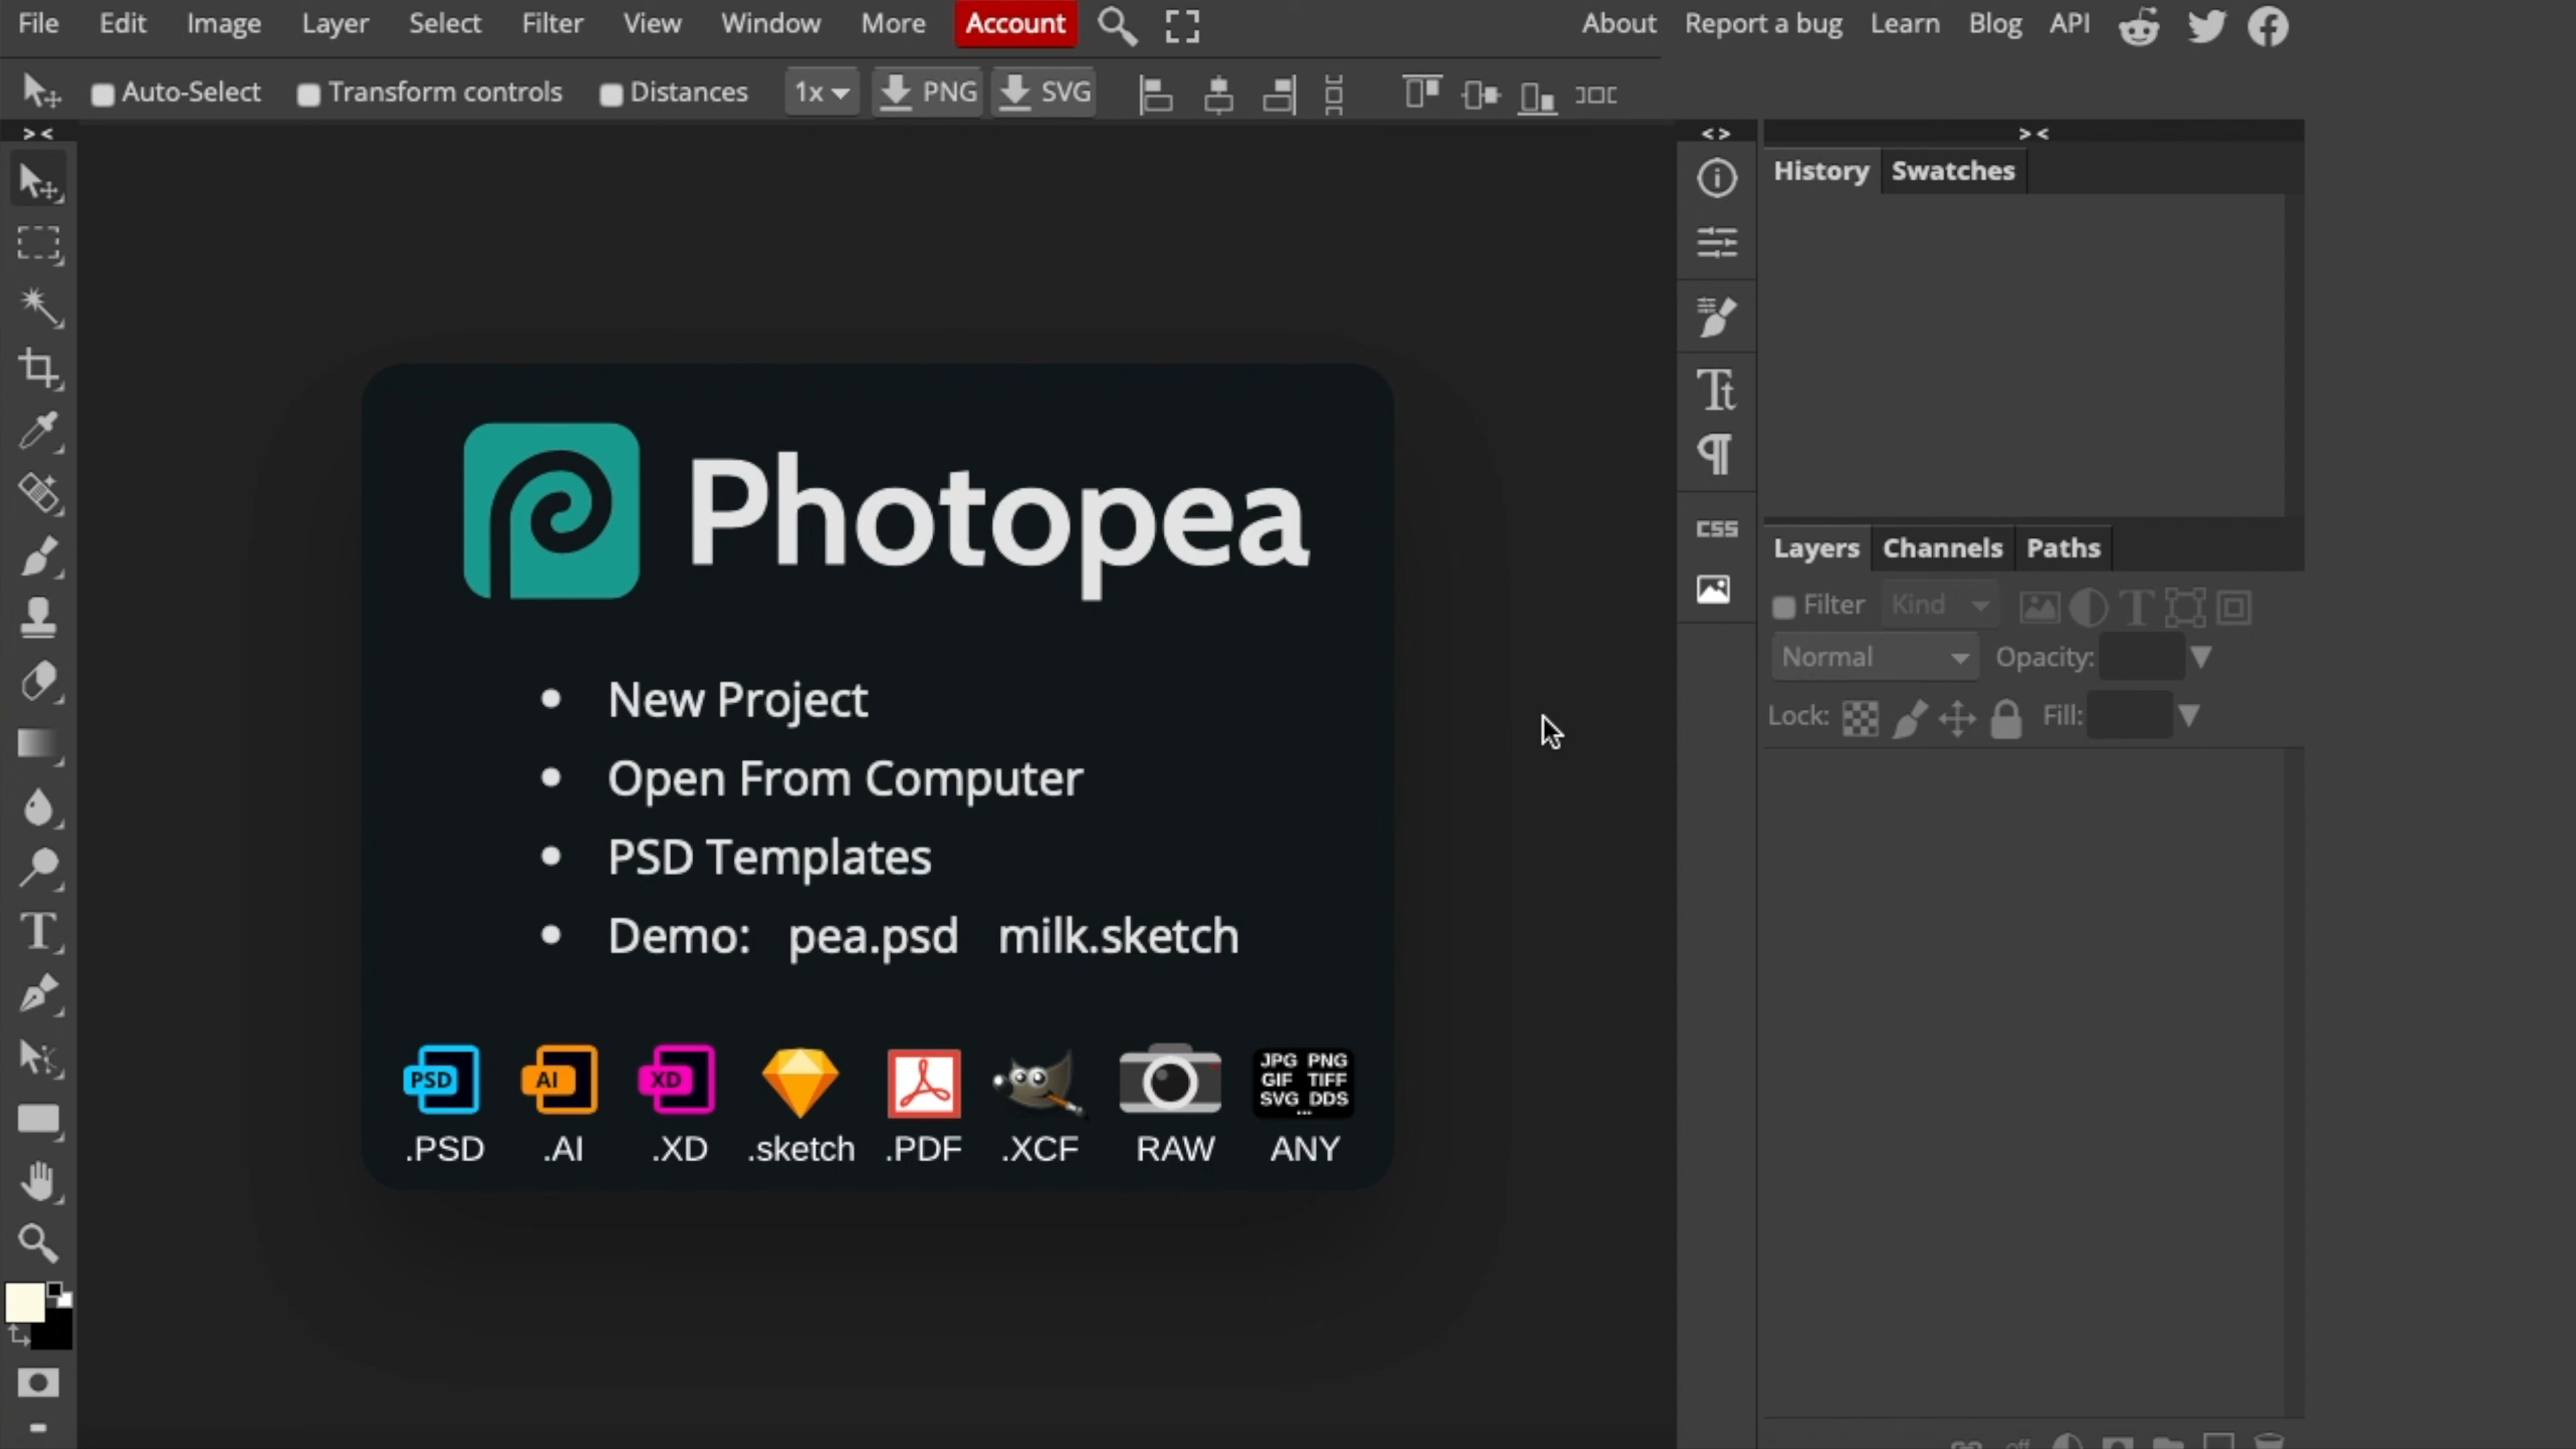 File Edit Image Layer Select Filter View Window More Account About Report a bug Learn Blog API
Auto-Select Transform controls Distances 1x PNG SVG
> < < > > <
History Swatches
Photopea
CSS
Layers Channels Paths
Filter Kind
Normal Opacity:
Lock: Fill:
New Project
Open From Computer
PSD Templates
Demo: pea.psd milk.sketch
PSD AI XD JPG PNG
GIF TIFF
SVG DDS
...
.PSD .AI .XD .sketch .PDF .XCF RAW ANY